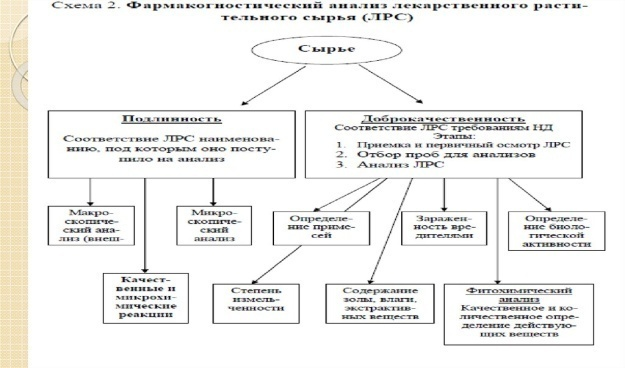 Схема 2. Фармакогностический анализ лекарственного расти-
тельного сырья (ЛРС)
Сырье
Подлинность
Соответствие ЛРС наименова-
нию, под которым оно посту-
пило на анализ
Доброкачественность
Соответствие ЛРС требованиям НД
Этапы:
1. Приемка и первичный осмотр ЛРС
2. Отбор проб для анализов
3. Анализ ЛРС
Макро-
скопиче-
ский ана-
лиз (внеш-
Микро-
скопиче-
ский
анализ
Определе-
ние приме-
сей
Заражен-
ность вре-
дителями
Определе-
ние биоло-
гической
активности
Качест-
венные и
микрохи-
мические
реакции
Степень
измель-
ченности
Содержание
золы, влаги,
экстрактив-
ных веществ
Фитохимический
анализ
Качественное и ко-
личественное опре-
деление действую-
щих веществ